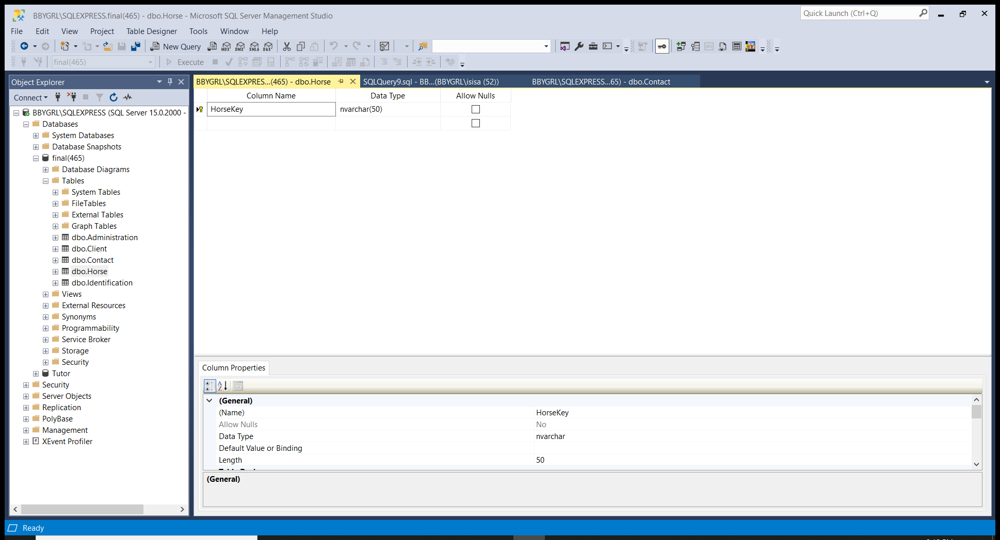 BBYGRL\SQLEXPRESS.final(465) - dbo.Horse - Microsoft SQL Server Management Studio
Quick Launch (Ctrl+Q)
File Edit View Project Table Designer Tools Window Help
New Query MDX DMX XMLA DAX
final(465) Execute
Object Explorer
Connect
BBYGRL\SQLEXPRESS (SQL Server 15.0.2000 -
Databases
System Databases
Database Snapshots
final(465)
Database Diagrams
Tables
System Tables
FileTables
External Tables
Graph Tables
dbo.Administration
dbo.Client
dbo.Contact
dbo.Horse
dbo.Identification
Views
External Resources
Synonyms
Programmability
Service Broker
Storage
Security
Tutor
Security
Server Objects
Replication
PolyBase
Management
XEvent Profiler
BBYGRL\SQLEXPRES...(465) - dbo.Horse
SQLQuery9.sql - BB...(BBYGRL\isisa (52))
BBYGRL\SQLEXPRESS...65) - dbo.Contact
Column Name Data Type Allow Nulls
HorseKey nvarchar(50)
Column Properties
(General)
(Name) HorseKey
Allow Nulls No
Data Type nvarchar
Default Value or Binding
Length 50
(General)
Ready